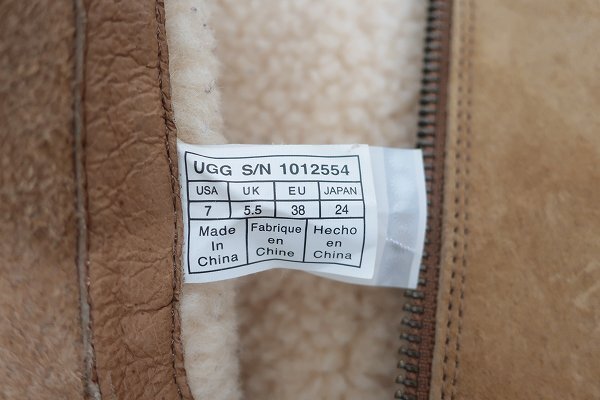 UGG S/N 1012554
USA UK EU JAPAN
7 5.5 38 24
Made In China
Fabrique en Chine
Hecho en China